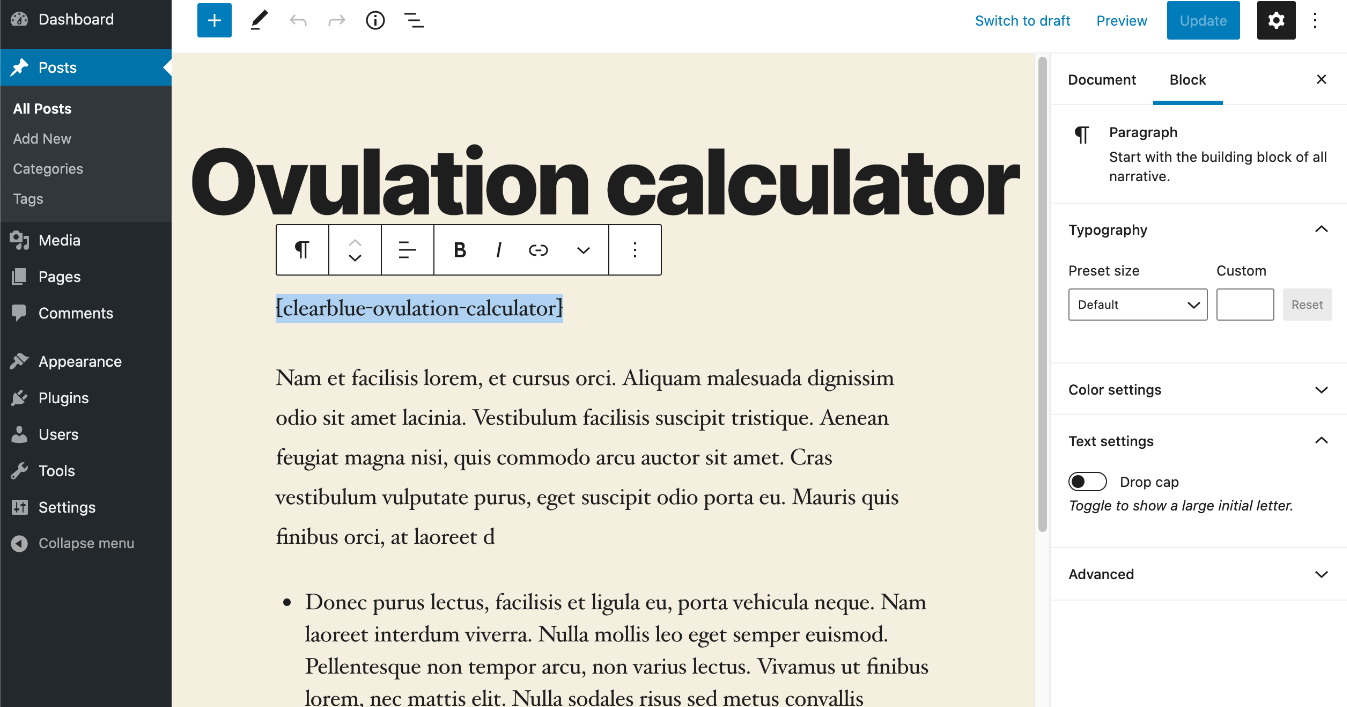 Dashboard
Posts
All Posts
Add New
Categories
Tags
Media
Pages
Comments
Appearance
Plugins
Users
Tools
Settings
Collapse menu
Switch to draft
Preview
Update
Ovulation calculator
B I
[clearblue-ovulation-calculator]
Nam et facilisis lorem, et cursus orci. Aliquam malesuada dignissim
odio sit amet lacinia. Vestibulum facilisis suscipit tristique. Aenean
feugiat magna nisi, quis commodo arcu auctor sit amet. Cras
vestibulum vulputate purus, eget suscipit odio porta eu. Mauris quis
finibus orci, at laoreet d
• Donec purus lectus, facilisis et ligula eu, porta vehicula neque. Nam
laoreet interdum viverra. Nulla mollis leo eget semper euismod.
Pellentesque non tempor arcu, non varius lectus. Vivamus ut finibus
lorem, nec mattis elit. Nulla sodales risus sed metus convallis
Document
Block
Paragraph
Start with the building block of all
narrative.
Typography
Preset size
Custom
Default
Reset
Color settings
Text settings
Drop cap
Toggle to show a large initial letter.
Advanced